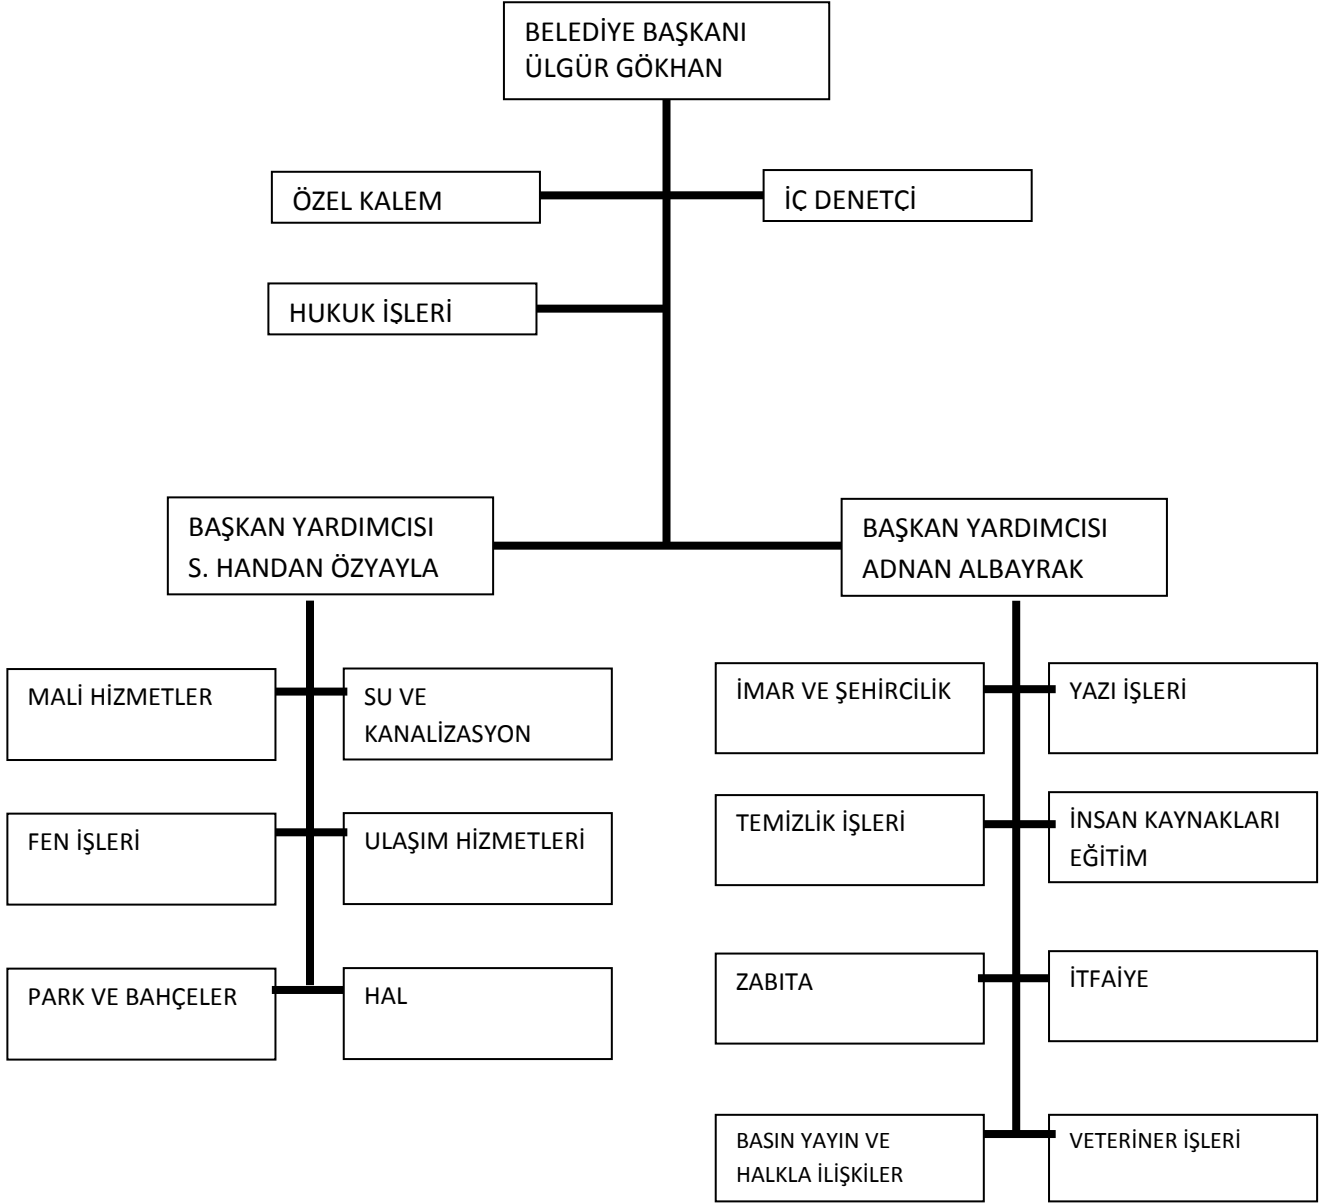 BELEDİYE BAŞKANI
ÜLGÜR GÖKHAN
ÖZEL KALEM
İÇ DENETÇİ
HUKUK İŞLERİ
BAŞKAN YARDIMCISI
S. HANDAN ÖZYAYLA
BAŞKAN YARDIMCISI
ADNAN ALBAYRAK
MALİ HİZMETLER
SU VE
KANALİZASYON
FEN İŞLERİ
ULAŞIM HİZMETLERİ
PARK VE BAHÇELER
HAL
İMAR VE ŞEHİRCİLİK
YAZI İŞLERİ
TEMİZLİK İŞLERİ
İNSAN KAYNAKLARI
EĞİTİM
ZABITA
İTFAİYE
BASIN YAYIN VE
HALKLA İLİŞKİLER
VETERİNER İŞLERİ